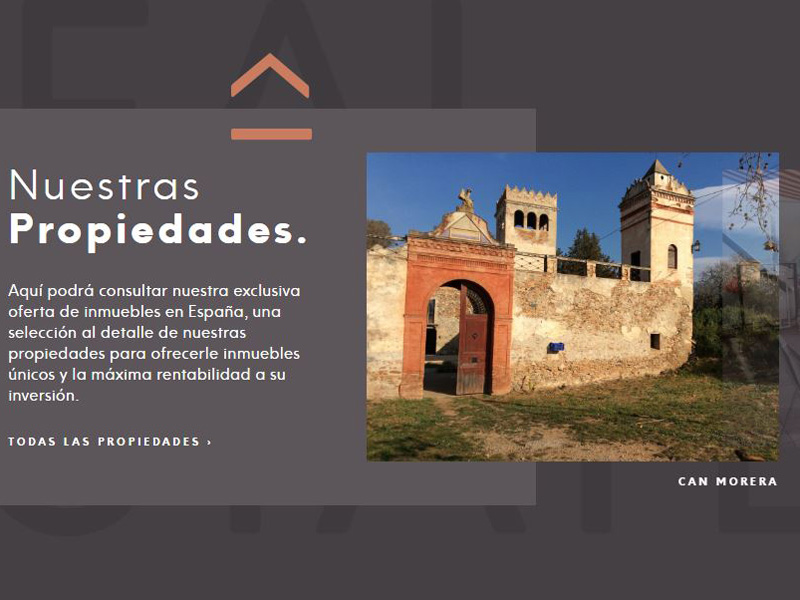 Nuestras
Propiedades.
Aquí podrá consultar nuestra exclusiva
oferta de inmuebles en España, una
selección al detalle de nuestras
propiedades para ofrecerle inmuebles
únicos y la máxima rentabilidad a su
inversión.
TODAS LAS PROPIEDADES ›
CAN MORERA